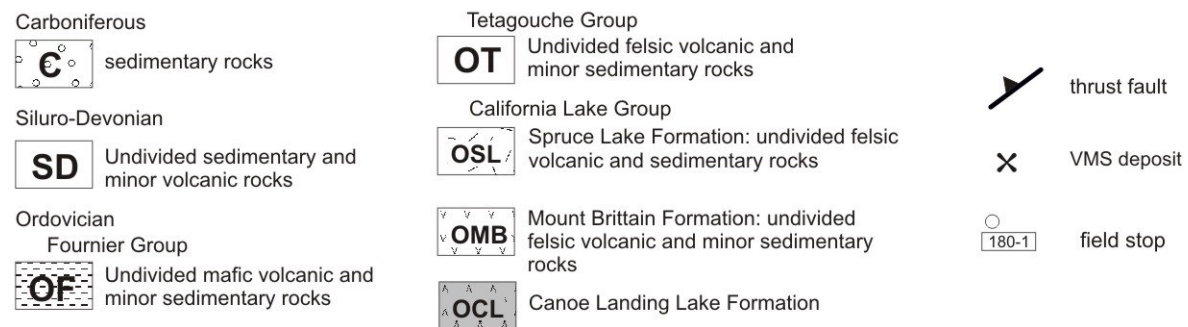 Carboniferous
Є
sedimentary rocks
Siluro-Devonian
SD
Undivided sedimentary and
minor volcanic rocks
Ordovician
Fournier Group
OF
Undivided mafic volcanic and
minor sedimentary rocks
Tetagouche Group
OT
Undivided felsic volcanic and
minor sedimentary rocks
California Lake Group
OSL
Spruce Lake Formation: undivided felsic
volcanic and sedimentary rocks
OMB
Mount Brittain Formation: undivided
felsic volcanic and minor sedimentary
rocks
OCL
Canoe Landing Lake Formation
thrust fault
VMS deposit
180-1
field stop